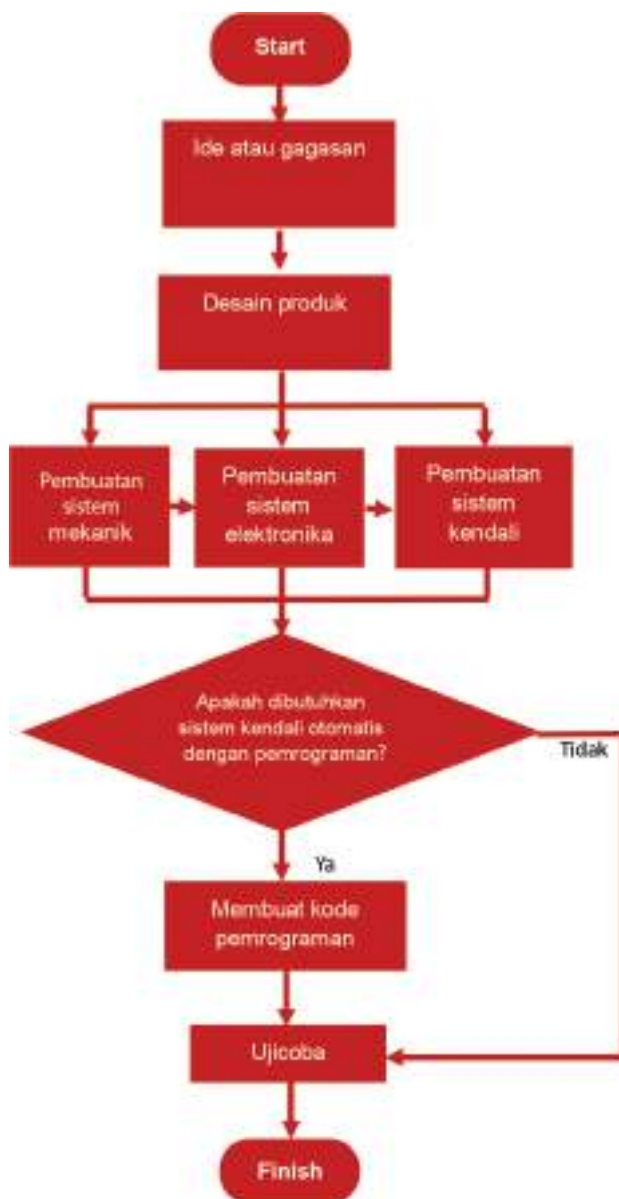 Start
Ide atau gagasan
Desain produk
Pembuatan
sistem
mekanik
Pembuatan
sistem
elektronika
Pembuatan
sistem
kendali
Apakah dibutuhkan
sistem kendali otomatis
dengan pemrograman?
Tidak
Ya
Membuat kode
pemrograman
Ujicoba
Finish